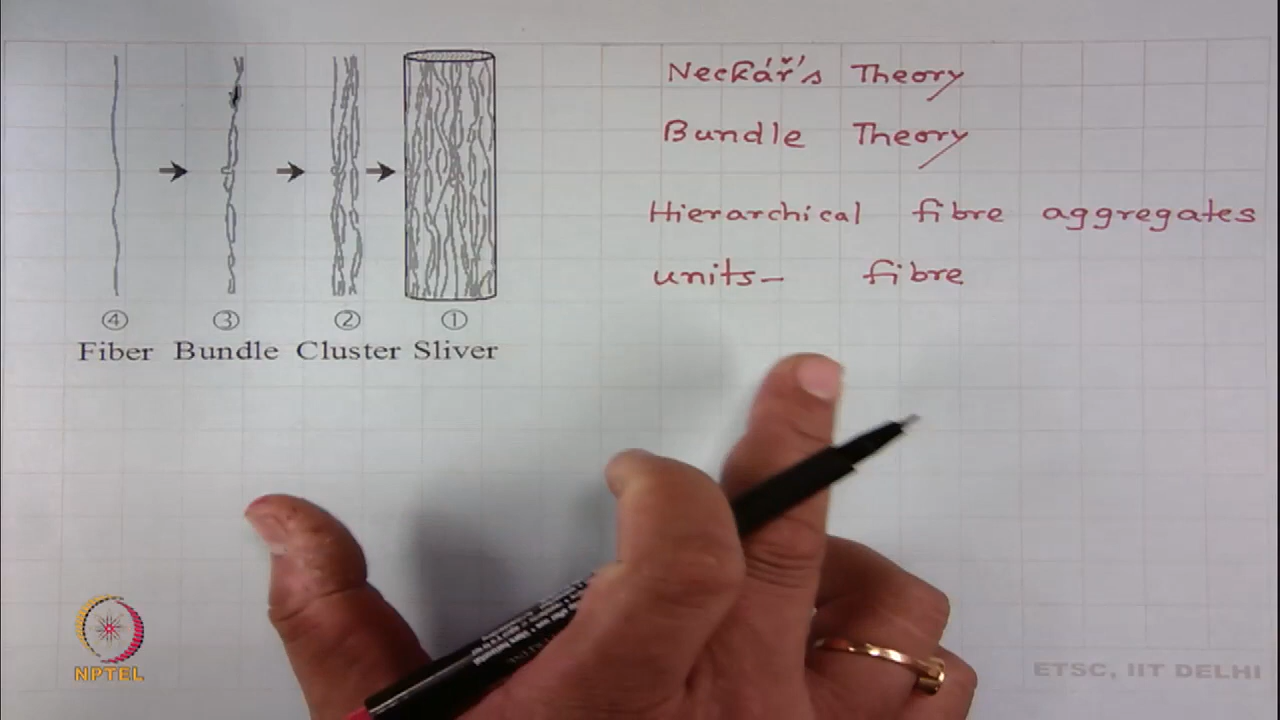 Neckář's Theory
Bundle Theory
Hierarchical fibre aggregates
units- fibre
④ ③ ② ①
Fiber Bundle Cluster Sliver
NPTEL
ETSC, IIT DELHI